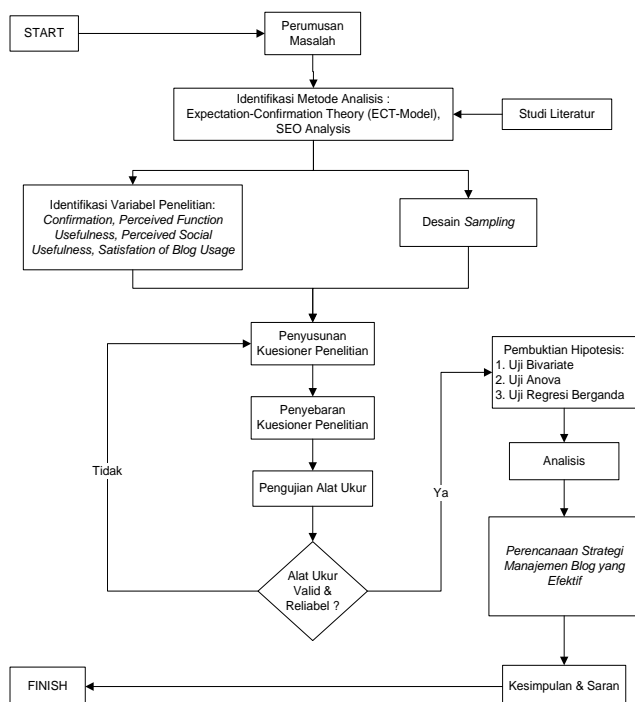 START
Perumusan
Masalah
Identifikasi Metode Analisis :
Expectation-Confirmation Theory (ECT-Model),
SEO Analysis
Studi Literatur
Identifikasi Variabel Penelitian:
Confirmation, Perceived Function
Usefulness, Perceived Social
Usefulness, Satisfation of Blog Usage
Desain Sampling
Penyusunan
Kuesioner Penelitian
Penyebaran
Kuesioner Penelitian
Pengujian Alat Ukur
Alat Ukur
Valid &
Reliabel ?
Tidak
Ya
Pembuktian Hipotesis:
1. Uji Bivariate
2. Uji Anova
3. Uji Regresi Berganda
Analisis
Perencanaan Strategi
Manajemen Blog yang
Efektif
Kesimpulan & Saran
FINISH